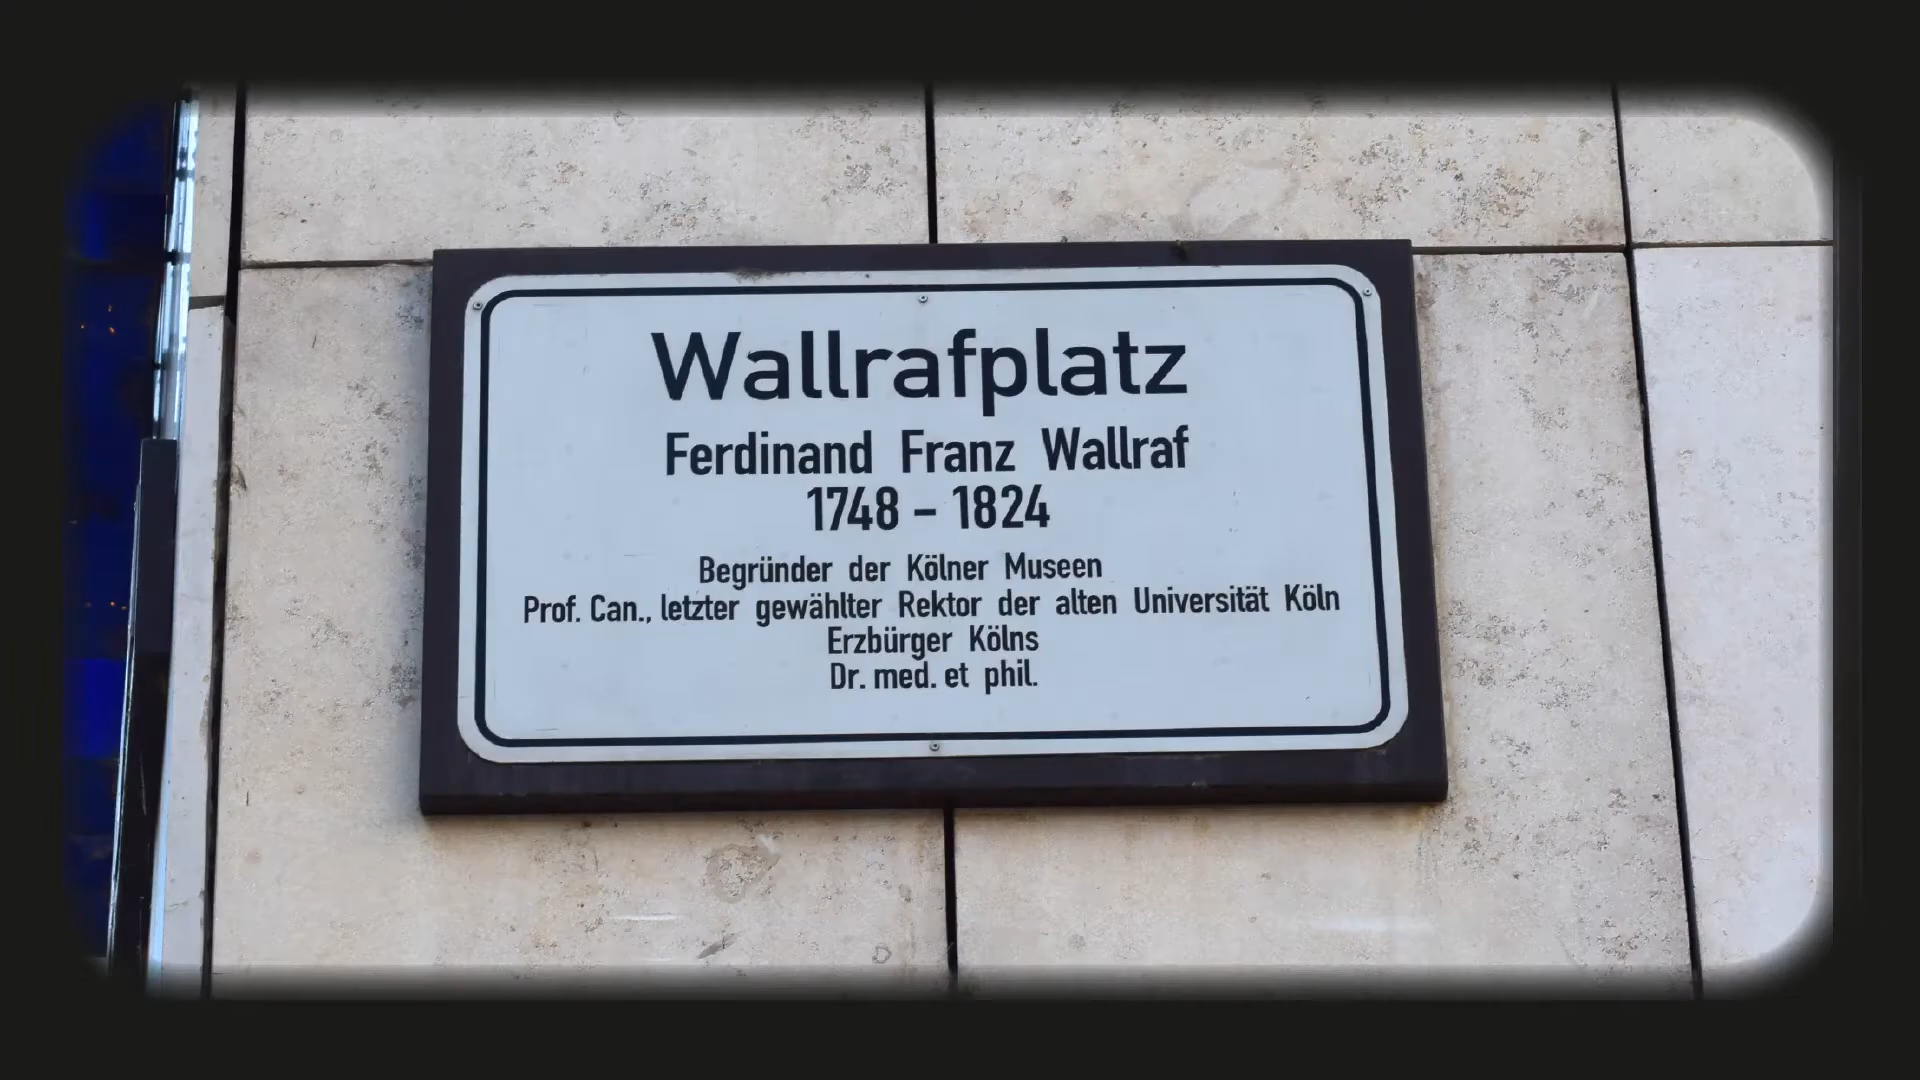 Wallrafplatz
Ferdinand Franz Wallraf
1748 – 1824
Begründer der Kölner Museen
Prof. Can., letzter gewählter Rektor der alten Universität Köln
Erzbürger Kölns
Dr. med. et phil.